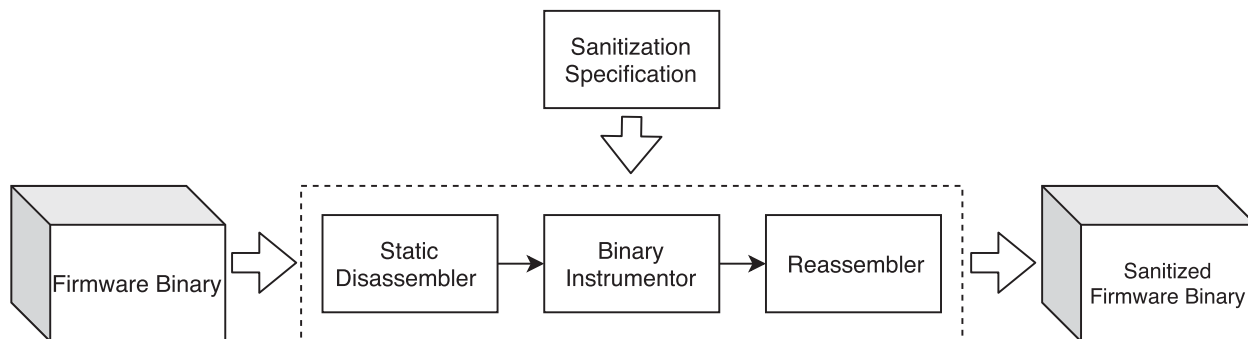 Sanitization
Specification
Firmware Binary
Static
Disassembler
Binary
Instrumentor
Reassembler
Sanitized
Firmware Binary